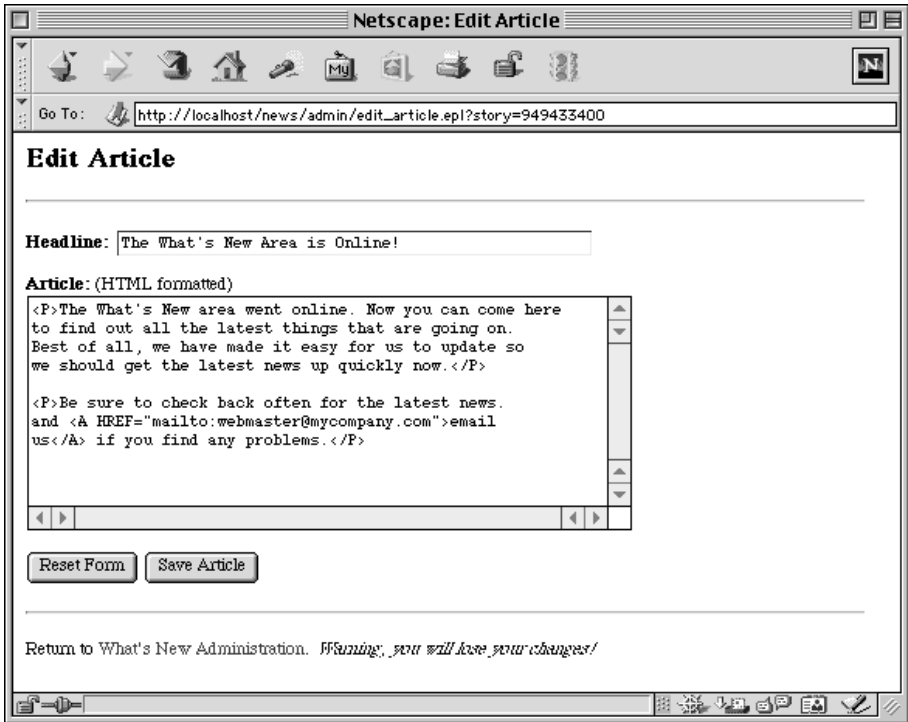 Netscape: Edit Article
My
N
Go To: http://localhost/news/admin/edit_article.epl?story=949433400
Edit Article
Headline: The What's New Area is Online!
Article: (HTML formatted)
<P>The What's New area went online. Now you can come here
to find out all the latest things that are going on.
Best of all, we have made it easy for us to update so
we should get the latest news up quickly now.</P>
<P>Be sure to check back often for the latest news.
and <A HREF="mailto:webmaster@mycompany.com">email
us</A> if you find any problems.</P>
Reset Form Save Article
Return to What's New Administration. Warning, you will lose your changes!